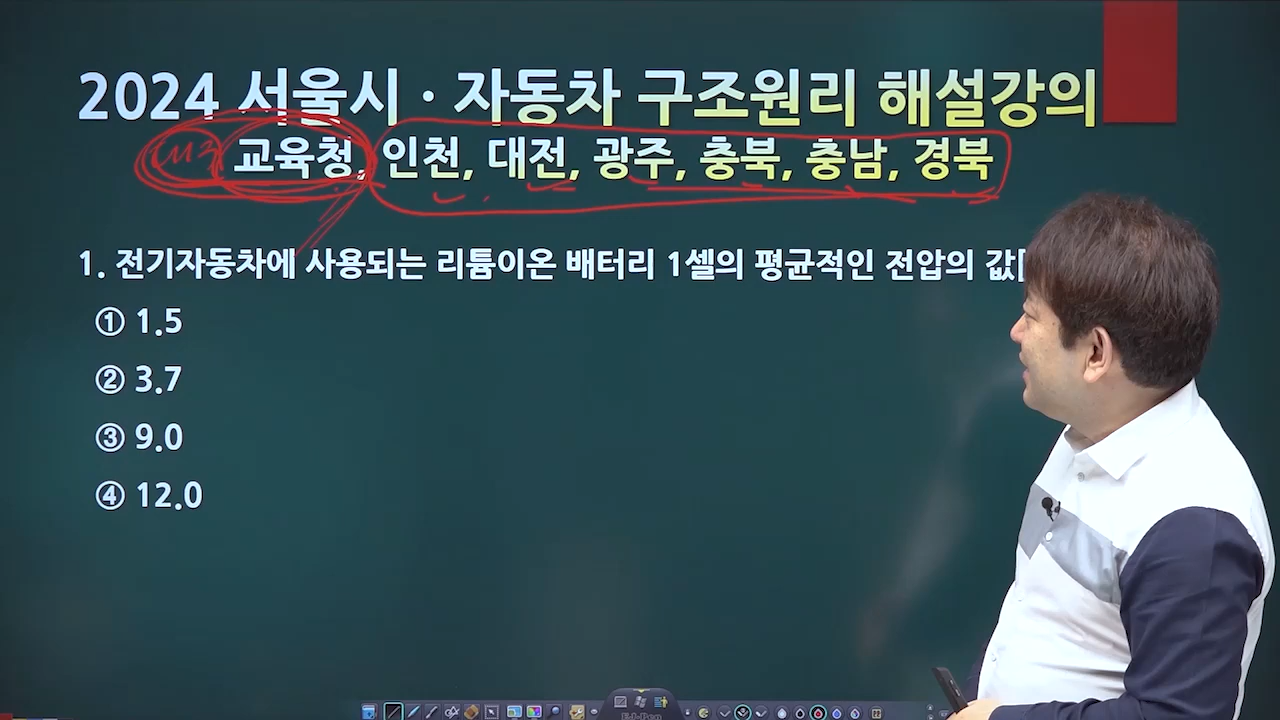 2024 서울시 · 자동차 구조원리 해설강의
교육청, 인천, 대전, 광주, 충북, 충남, 경북
1. 전기자동차에 사용되는 리튬이온 배터리 1셀의 평균적인 전압의 값[
① 1.5
② 3.7
③ 9.0
④ 12.0